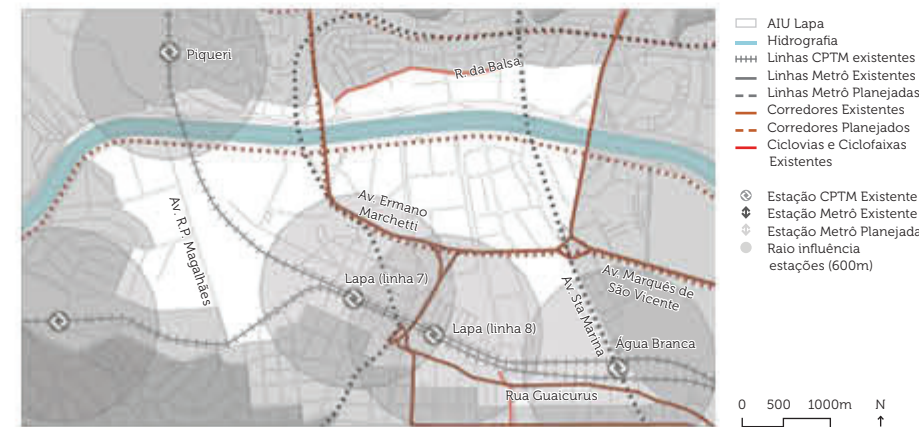 Piqueri
R. da Balsa
Av. Ermano
Marchetti
Av. R.P. Magalhães
Lapa (linha 7)
Av. Marquês de
São Vicente
Av. Sta Marina
Lapa (linha 8)
Água Branca
Rua Guaicurus
AIU Lapa
Hidrografia
Linhas CPTM existentes
Linhas Metrô Existentes
Linhas Metrô Planejadas
Corredores Existentes
Corredores Planejados
Ciclovias e Ciclofaixas
Existentes
Estação CPTM Existente
Estação Metrô Existente
Estação Metrô Planejada
Raio influência
estações (600m)
0 500 1000m N